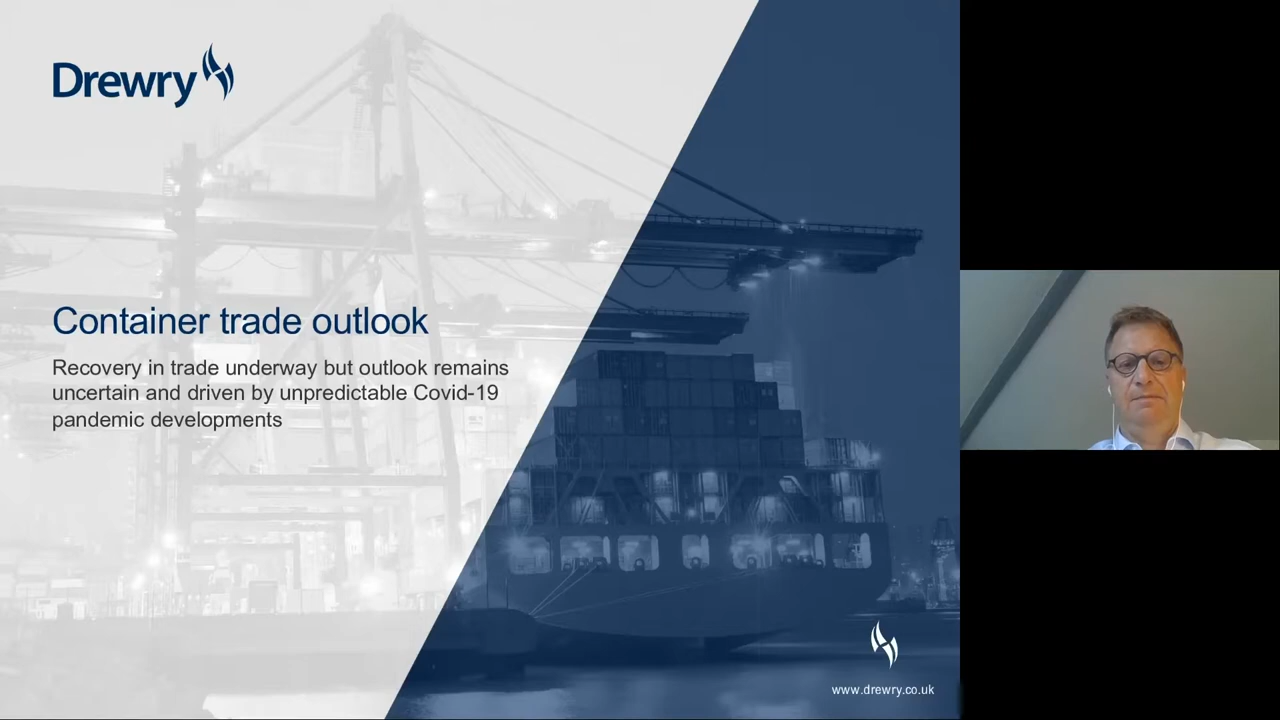 Drewry
Container trade outlook
Recovery in trade underway but outlook remains
uncertain and driven by unpredictable Covid-19
pandemic developments
www.drewry.co.uk